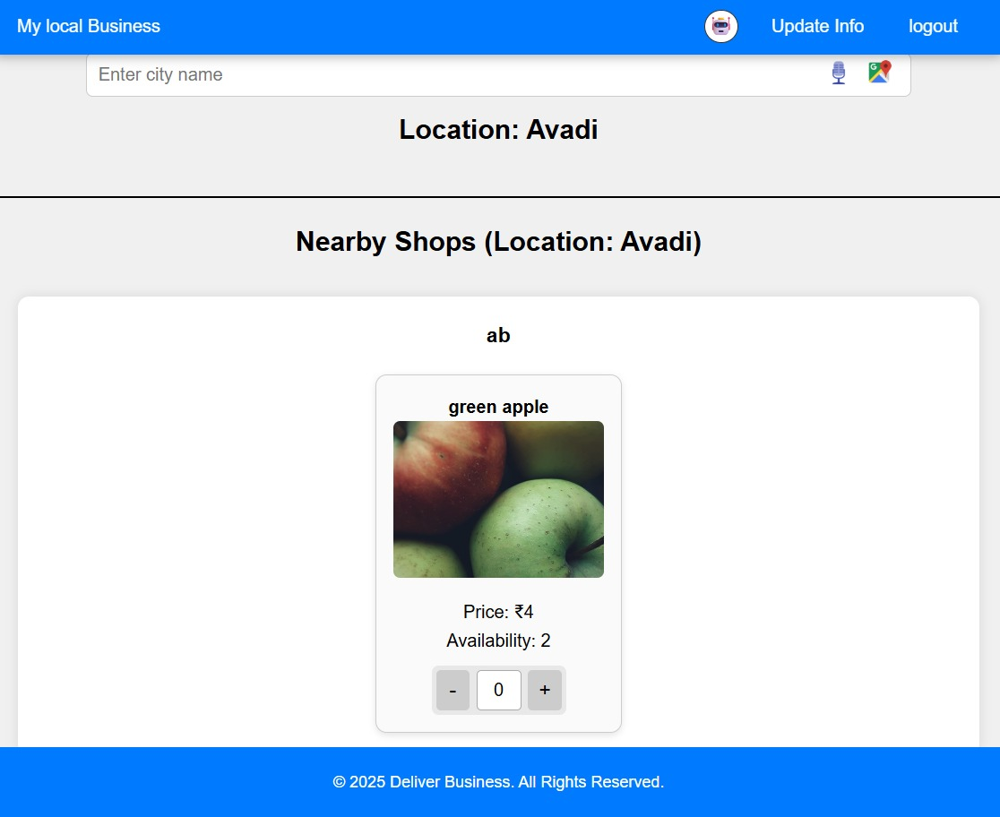 My local Business
Update Info
logout
Enter city name
Location: Avadi
Nearby Shops (Location: Avadi)
ab
green apple
Price: ₹4
Availability: 2
- 0 +
© 2025 Deliver Business. All Rights Reserved.